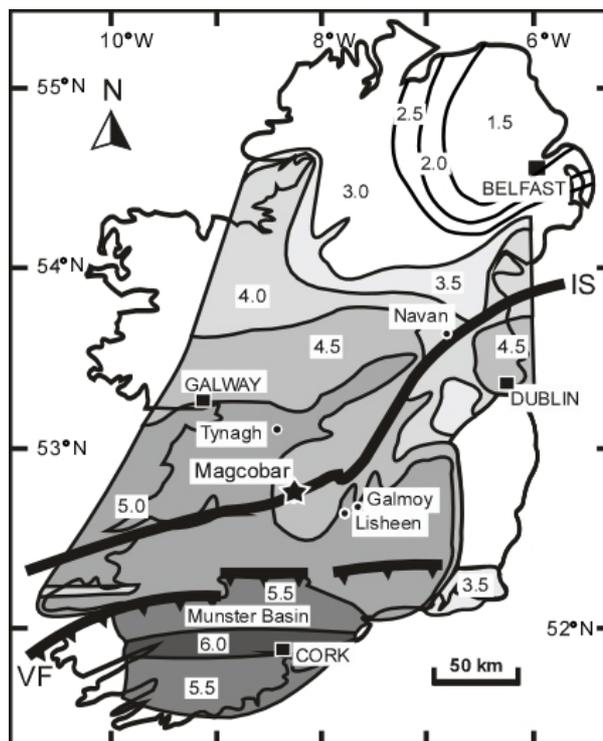 10°W
8°W
6°W
55°N
N
2.5
1.5
2.0
BELFAST
3.0
54°N
3.5
IS
4.0
Navan
4.5
4.5
GALWAY
DUBLIN
Tynagh
53°N
Magcobar
Galmoy
5.0
Lisheen
5.5
3.5
Munster Basin
52°N
6.0
CORK
50 km
VF
5.5